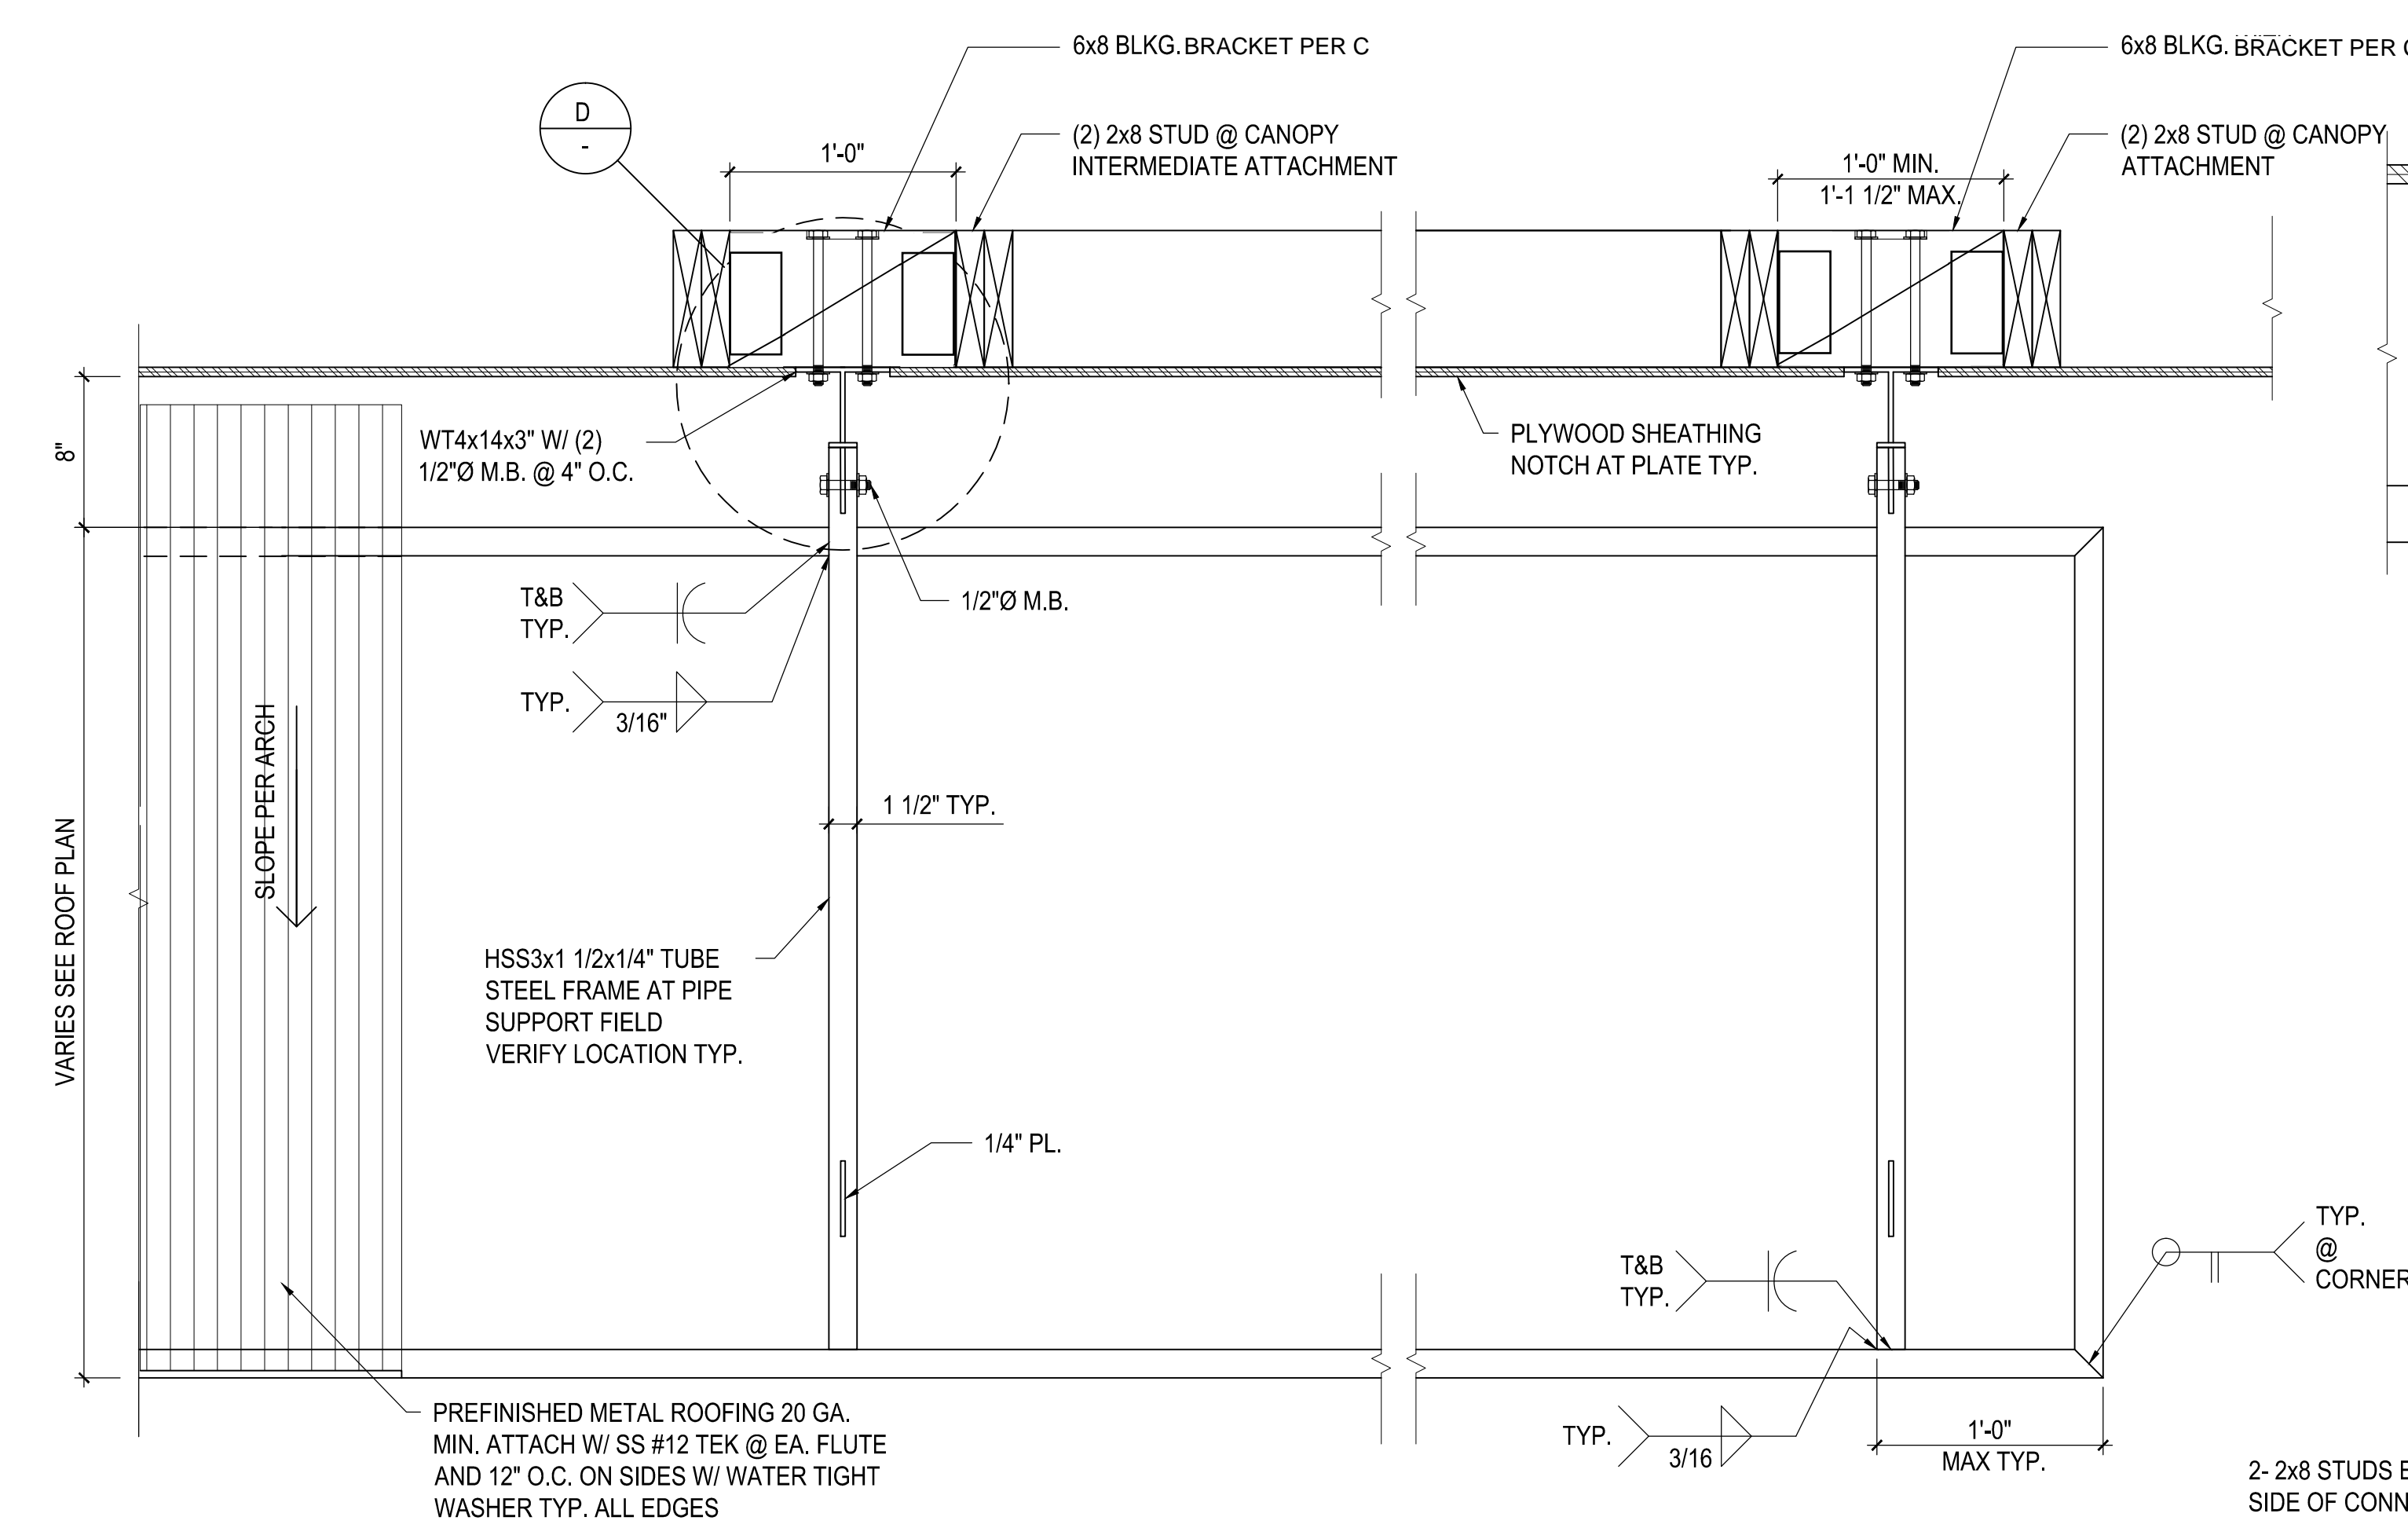 6x8 BLKG. BRACKET PER C
6x8 BLKG. BRACKET PER
D
-
1'-0"
(2) 2x8 STUD @ CANOPY
INTERMEDIATE ATTACHMENT
1'-0" MIN.
1'-1 1/2" MAX.
(2) 2x8 STUD @ CANOPY
ATTACHMENT
8"
WT4x14x3" W/ (2)
1/2"Ø M.B. @ 4" O.C.
PLYWOOD SHEATHING
NOTCH AT PLATE TYP.
T&B
TYP.
1/2"Ø M.B.
TYP.
3/16"
SLOPE PER ARCH
1 1/2" TYP.
VARIES SEE ROOF PLAN
HSS3x1 1/2x1/4" TUBE
STEEL FRAME AT PIPE
SUPPORT FIELD
VERIFY LOCATION TYP.
1/4" PL.
T&B
TYP.
TYP.
@
CORNER
TYP.
3/16
1'-0"
MAX TYP.
PREFINISHED METAL ROOFING 20 GA.
MIN. ATTACH W/ SS #12 TEK @ EA. FLUTE
AND 12" O.C. ON SIDES W/ WATER TIGHT
WASHER TYP. ALL EDGES
2- 2x8 STUDS
SIDE OF CONN